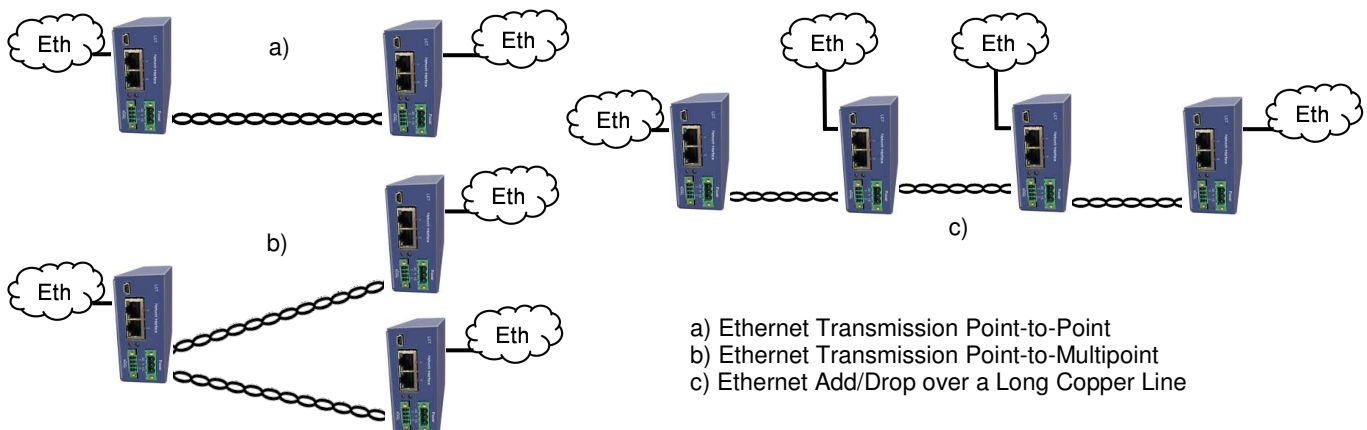 Eth
a)
Eth
Eth
b)
Eth
Eth
Eth
Eth
Eth
Eth
c)
a) Ethernet Transmission Point-to-Point
b) Ethernet Transmission Point-to-Multipoint
c) Ethernet Add/Drop over a Long Copper Line